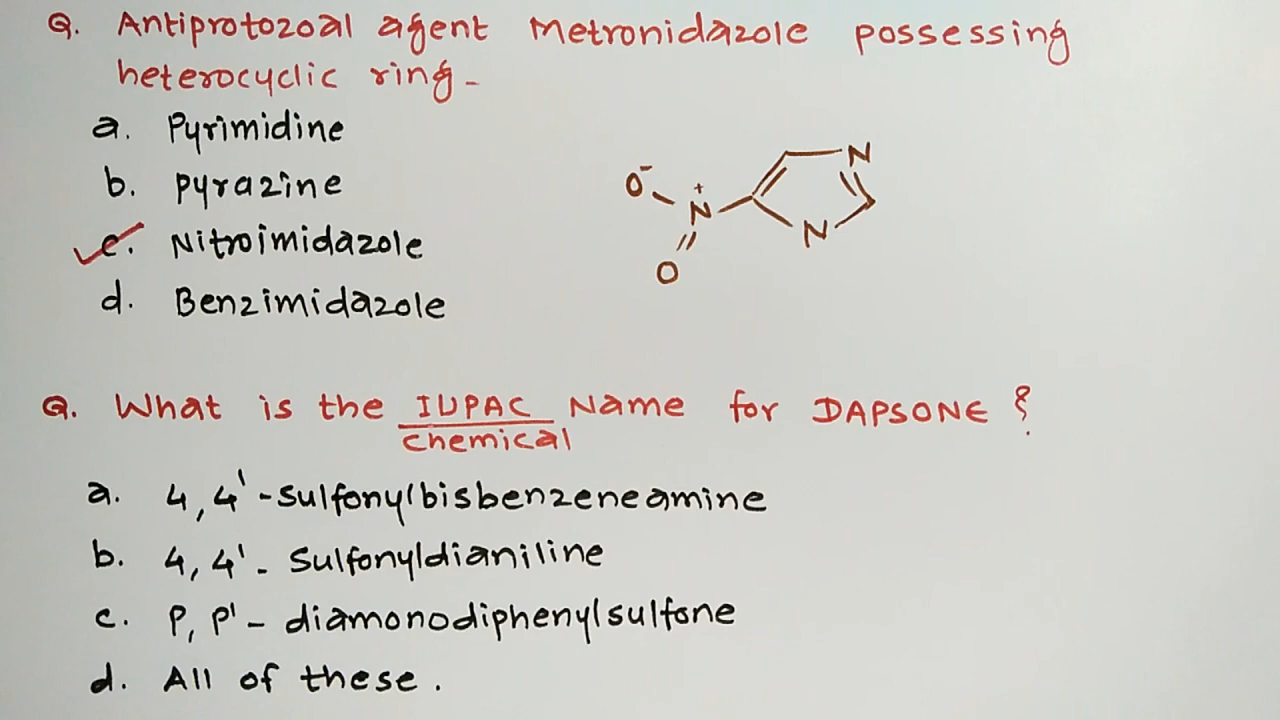 Q. Antiprotozoal agent Metronidazole possessing
heterocyclic ring-
a. Pyrimidine
b. pyrazine
c. Nitroimidazole
d. Benzimidazole
O⁻ N⁺ O N N
Q. What is the IUPAC Name for DAPSONE ?
chemical
a. 4,4'-Sulfonylbisbenzeneamine
b. 4,4'- Sulfonyldianiline
c. P,P'- diamonodiphenylsulfone
d. All of these.